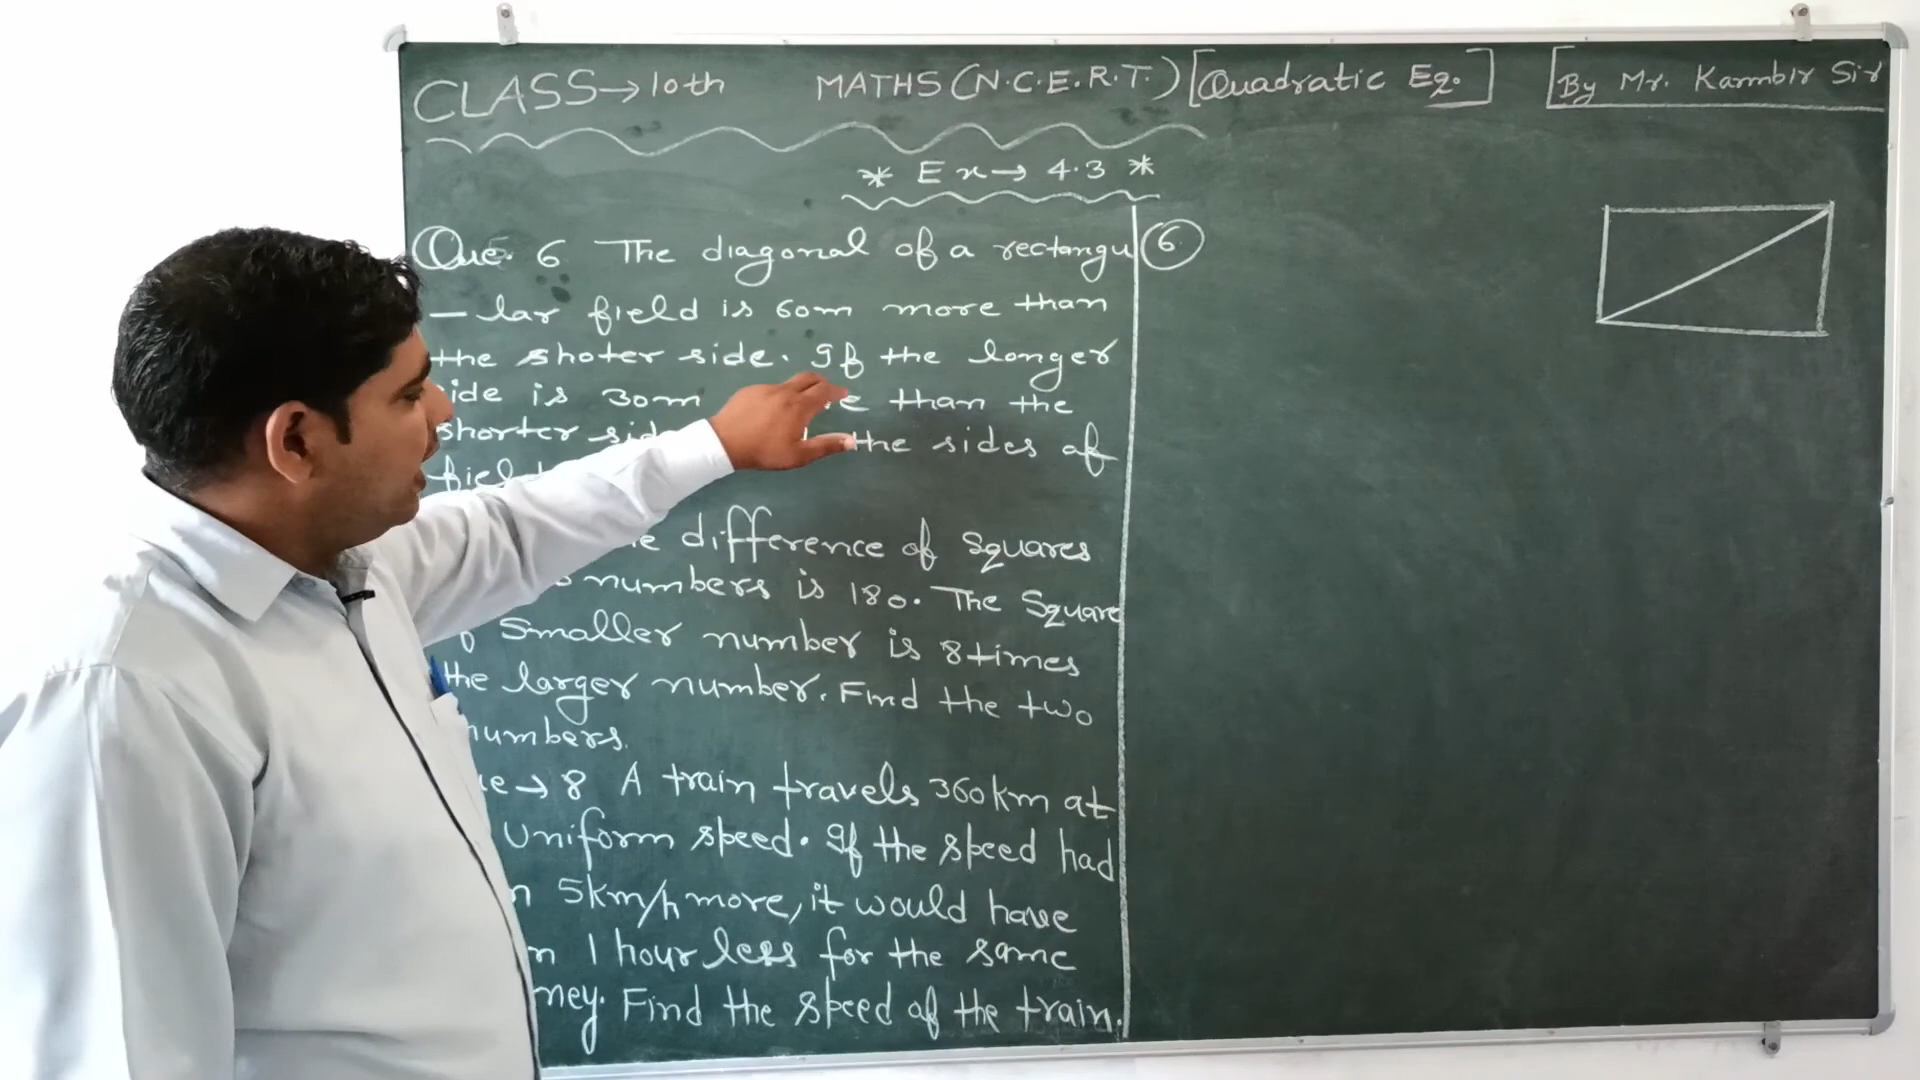 CLASS→10th MATHS (N.C.E.R.T.) [Quadratic Eq.] [By Mr. Karmbir Sir
* Ex→ 4.3 *
Que. 6 The diagonal of a rectangu
- lar field is 60m more than
the shoter side. If the longer
ide is 30m than the
shorter the sides of
difference of squares
numbers is 180. The Square
smaller number is 8times
the larger number. Find the two
numbers.
→ 8 A train travels 360km at
Uniform speed. If the speed had
5km/h more, it would have
1 hour less for the same
ney. Find the speed of the train.
6